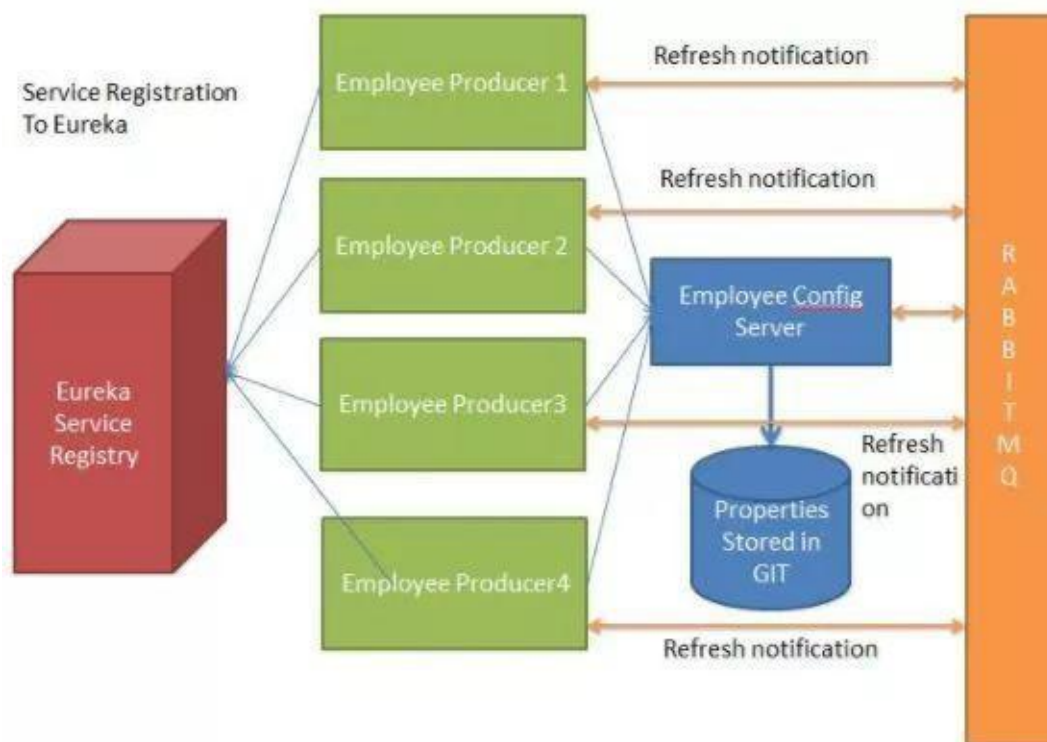 Service Registration
To Eureka
Employee Producer 1
Refresh notification
Employee Producer 2
Refresh notification
Employee Config
Server
Eureka
Service
Registry
Employee Producer3
Refresh
notificati
on
Properties
Stored in
GIT
Employee Producer4
Refresh notification
R
A
B
B
I
T
M
Q